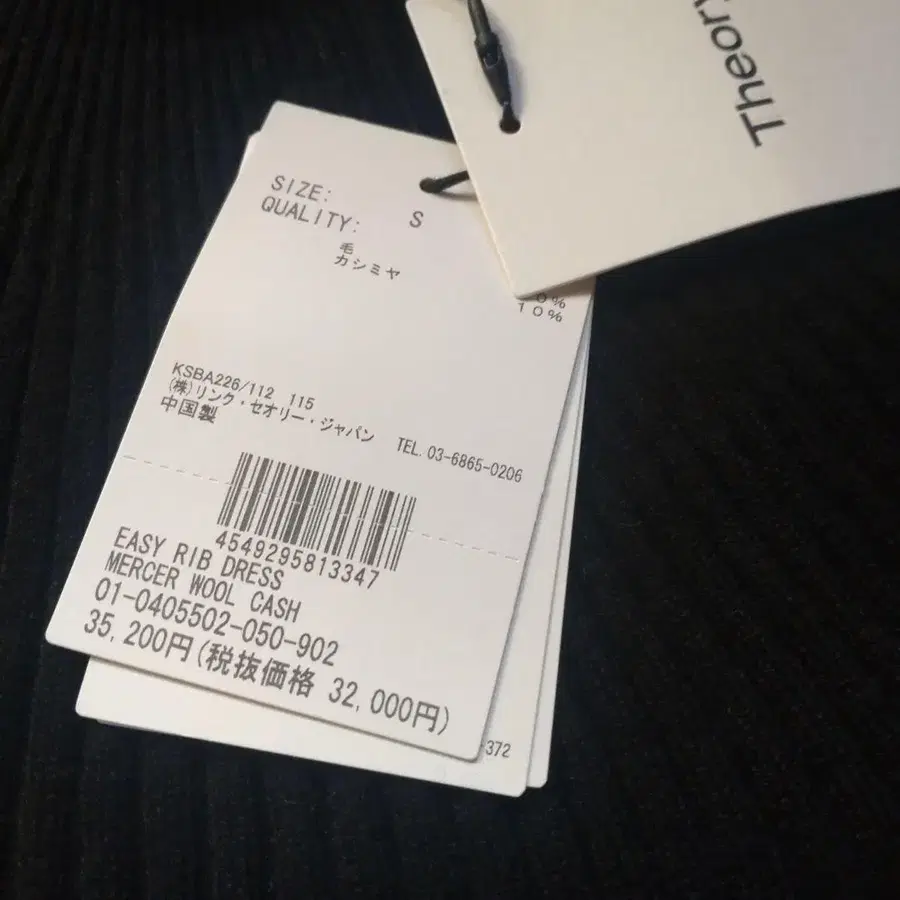 Theory
SIZE: S
QUALITY:
毛 0%
カシミヤ 10%
KSBA226/112 115
(株)リンク・セオリー・ジャパン TEL.03-6865-0206
中国製
4549295813347
EASY RIB DRESS
MERCER WOOL CASH
01-0405502-050-902
35,200円(税抜価格 32,000円)
-372